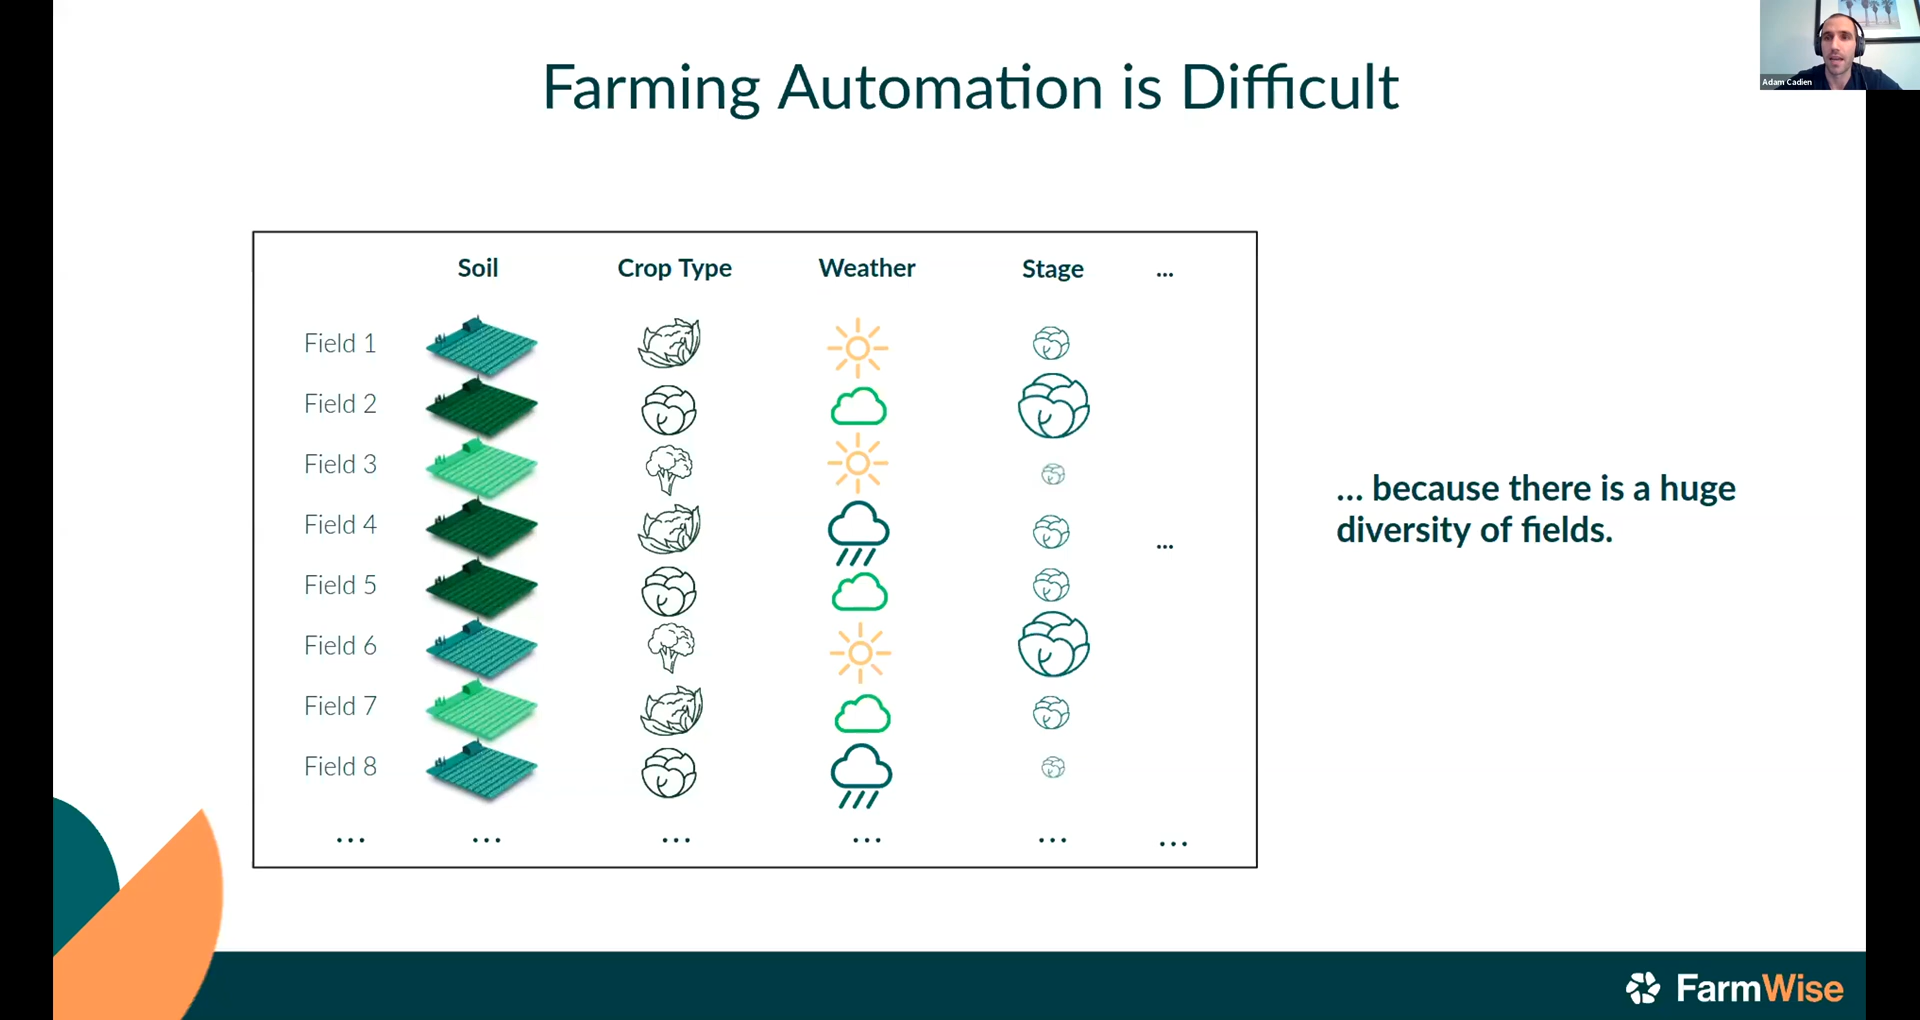 Adam Cadien
Farming Automation is Difficult
Soil Crop Type Weather Stage ...
Field 1
Field 2
Field 3
Field 4
...
Field 5
Field 6
Field 7
Field 8
... ... ... ... ... ...
... because there is a huge
diversity of fields.
FarmWise